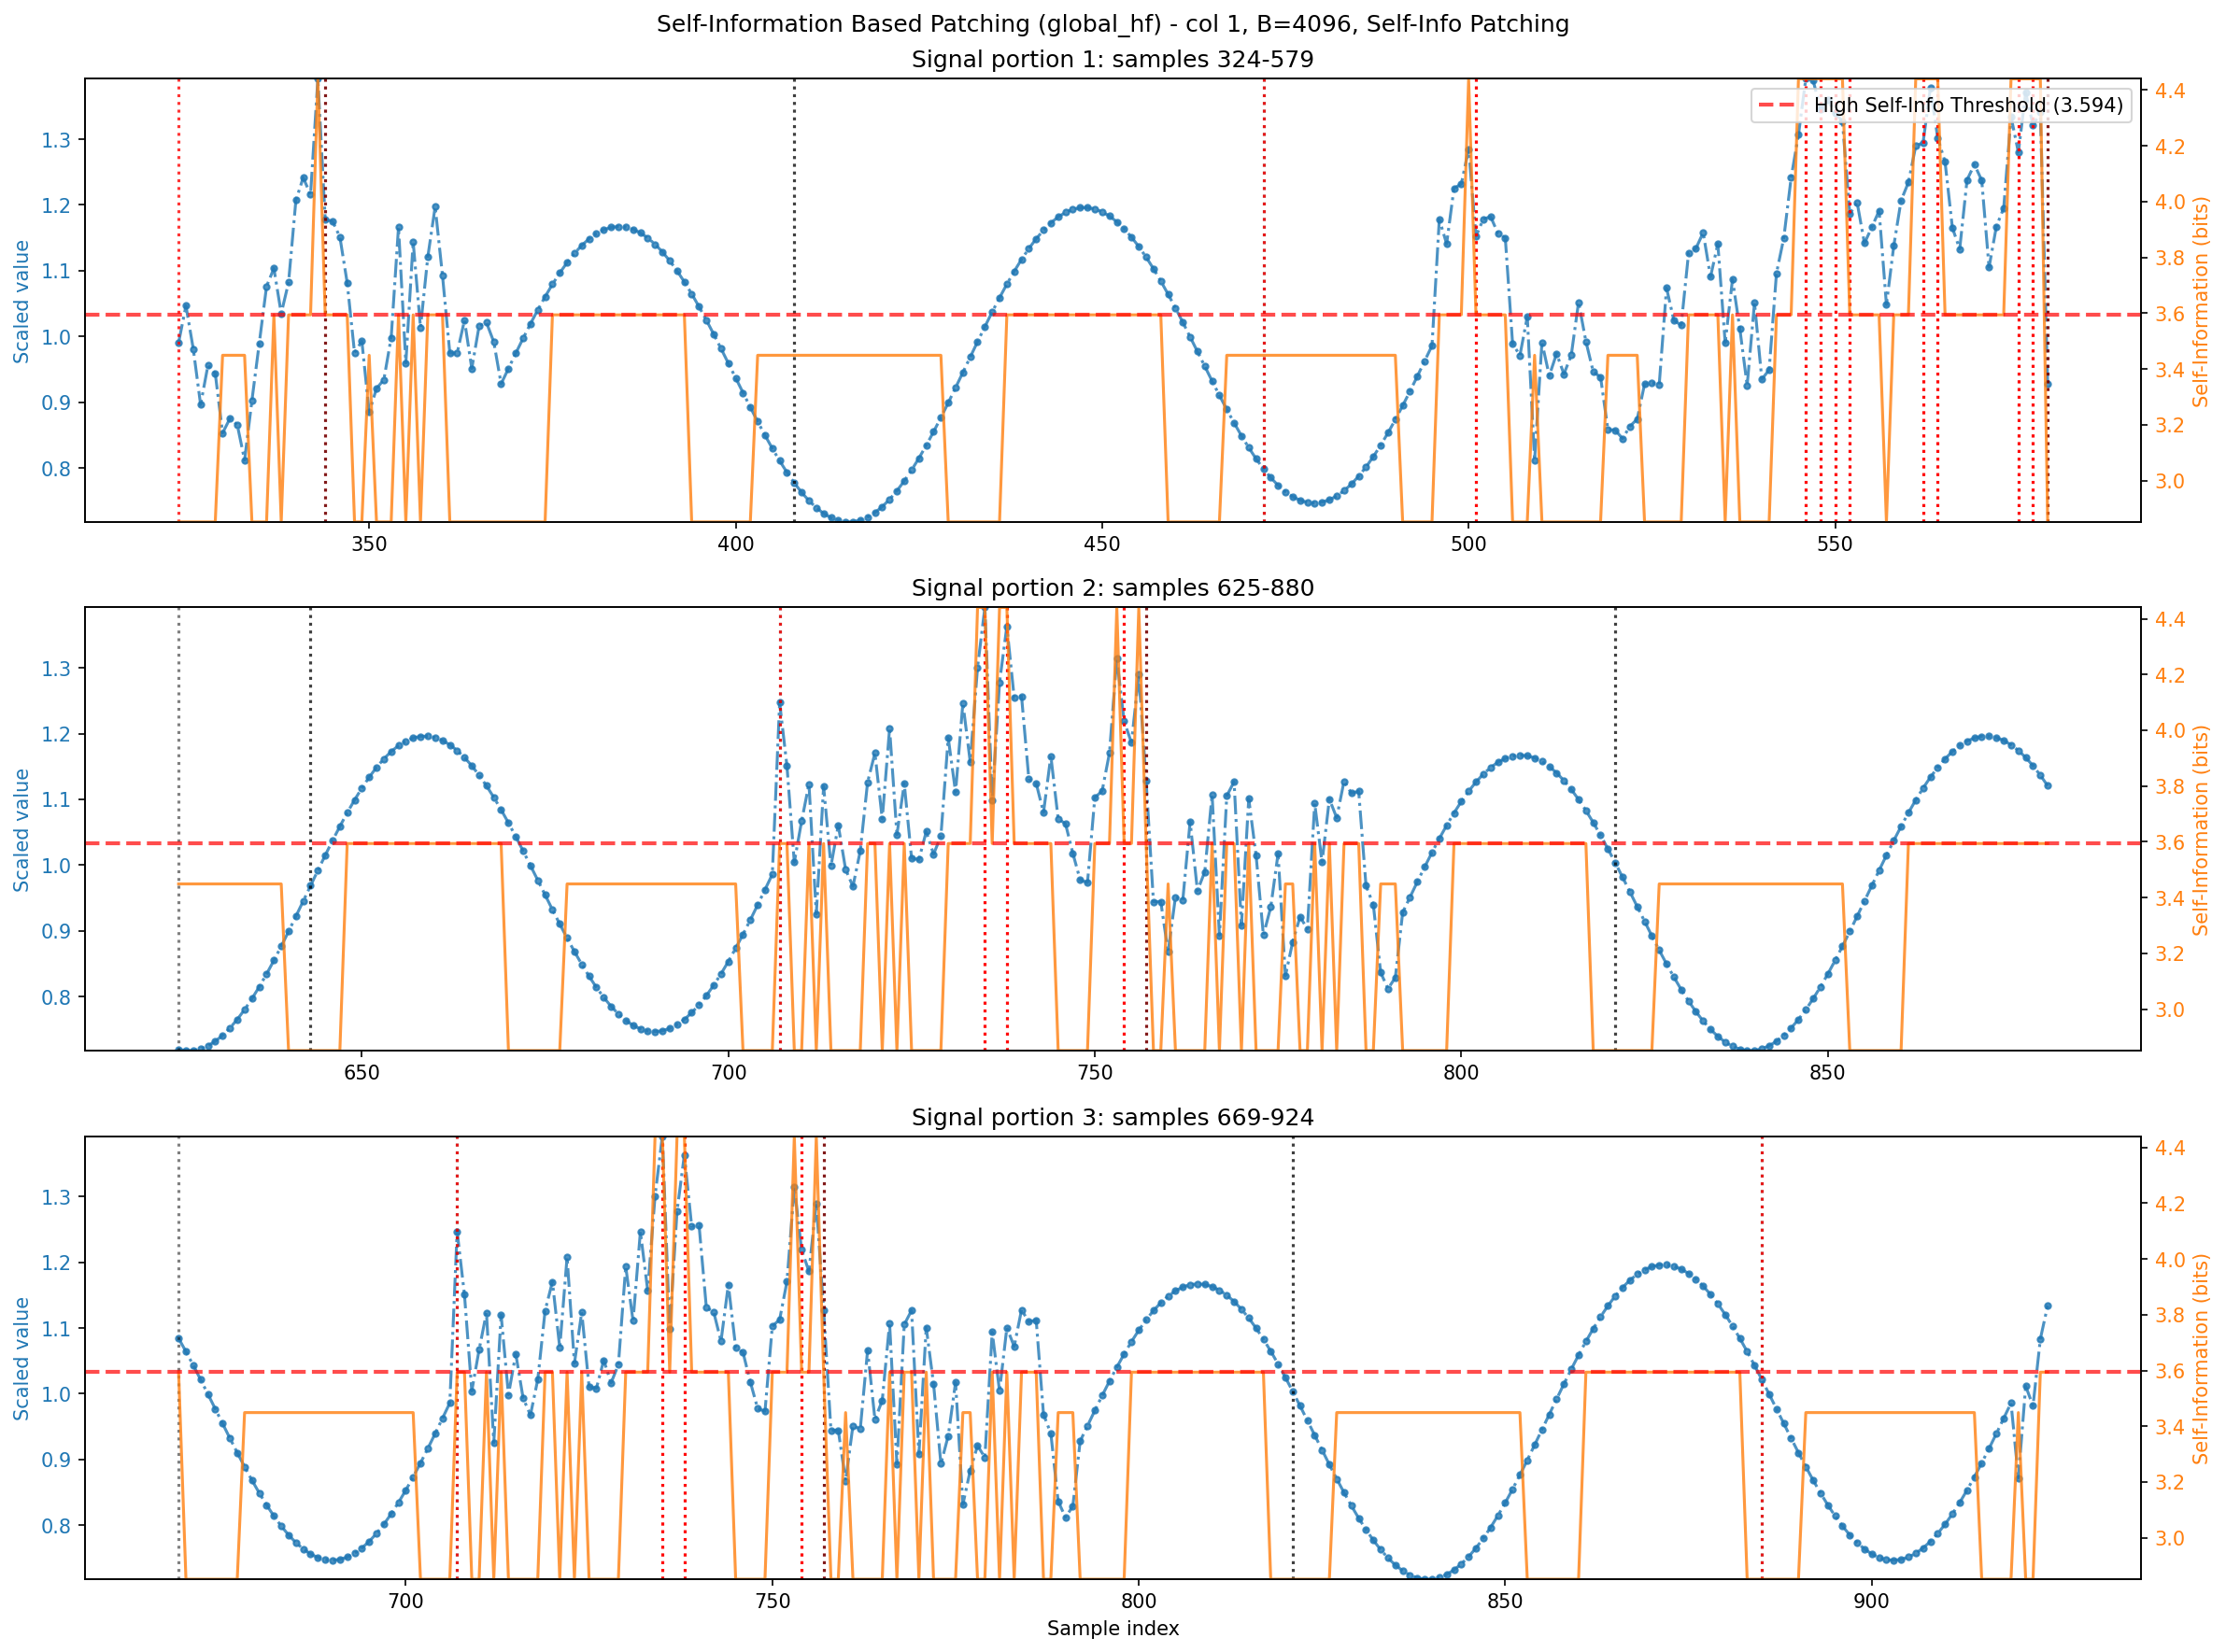 Self-Information Based Patching (global_hf) - col 1, B=4096, Self-Info Patching
Signal portion 1: samples 324-579
High Self-Info Threshold (3.594)
Scaled value
1.3
1.2
1.1
1.0
0.9
0.8
4.4
4.2
4.0
3.8
3.6
3.4
3.2
3.0
Self-Information (bits)
350 400 450 500 550
Signal portion 2: samples 625-880
Scaled value
1.3
1.2
1.1
1.0
0.9
0.8
4.4
4.2
4.0
3.8
3.6
3.4
3.2
3.0
Self-Information (bits)
650 700 750 800 850
Signal portion 3: samples 669-924
Scaled value
1.3
1.2
1.1
1.0
0.9
0.8
4.4
4.2
4.0
3.8
3.6
3.4
3.2
3.0
Self-Information (bits)
700 750 800 850 900
Sample index